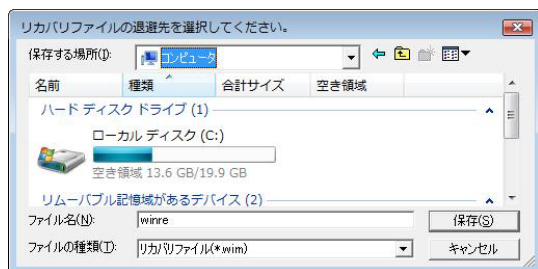 リカバリファイルの退避先を選択してください。
保存する場所(I):
コンピュータ
名前 種類 合計サイズ 空き領域
ハード ディスク ドライブ (1)
ローカル ディスク (C:)
空き領域 13.6 GB/19.9 GB
リムーバブル記憶域があるデバイス (2)
ファイル名(N): winre 保存(S)
ファイルの種類(T): リカバリファイル(*.wim) キャンセル